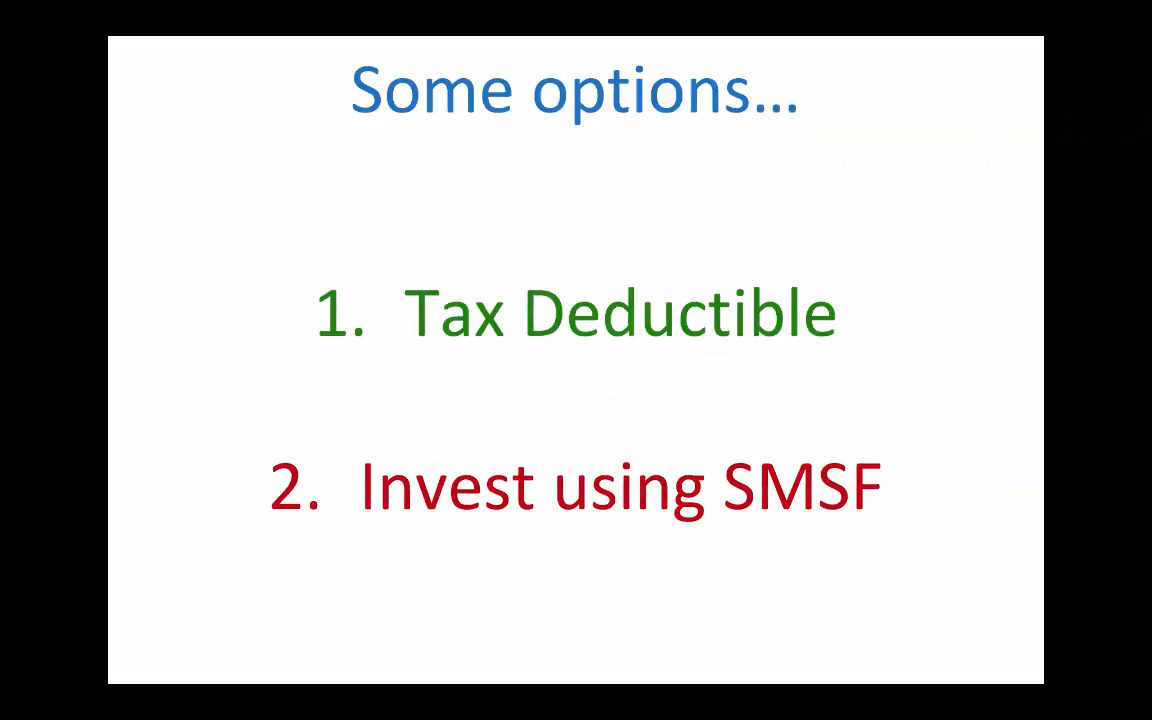 Some options…
1. Tax Deductible
2. Invest using SMSF